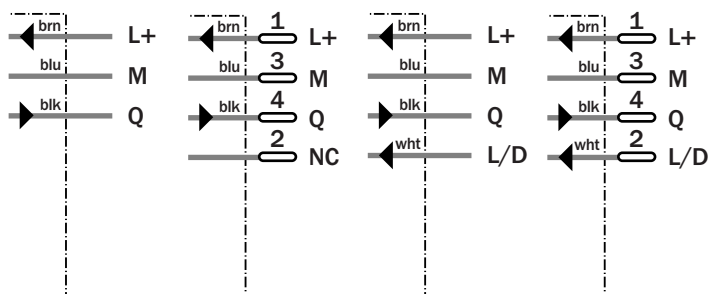 brn L+
blu M
blk Q
brn 1 L+
blu 3 M
blk 4 Q
2 NC
brn L+
blu M
blk Q
wht L/D
brn 1 L+
blu 3 M
blk 4 Q
wht 2 L/D